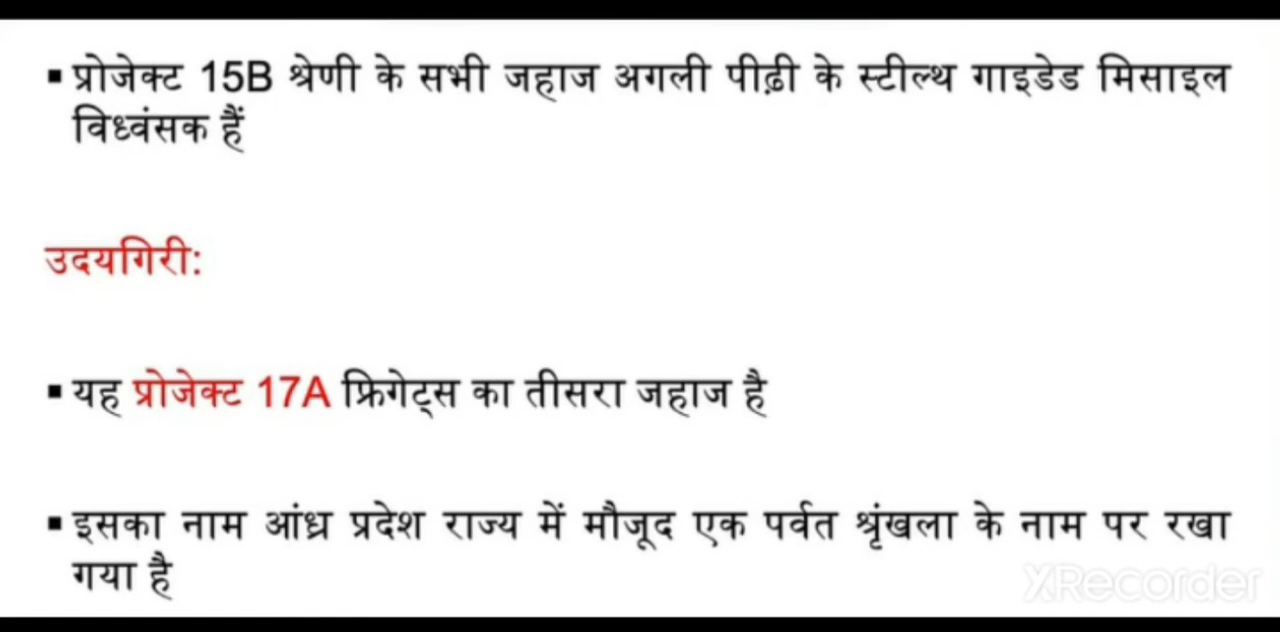 ▪ प्रोजेक्ट 15B श्रेणी के सभी जहाज अगली पीढ़ी के स्टील्थ गाइडेड मिसाइल
विध्वंसक हैं
उदयगिरी:
▪ यह प्रोजेक्ट 17A फ्रिगेट्स का तीसरा जहाज है
▪ इसका नाम आंध्र प्रदेश राज्य में मौजूद एक पर्वत श्रृंखला के नाम पर रखा
गया है
XRecorder